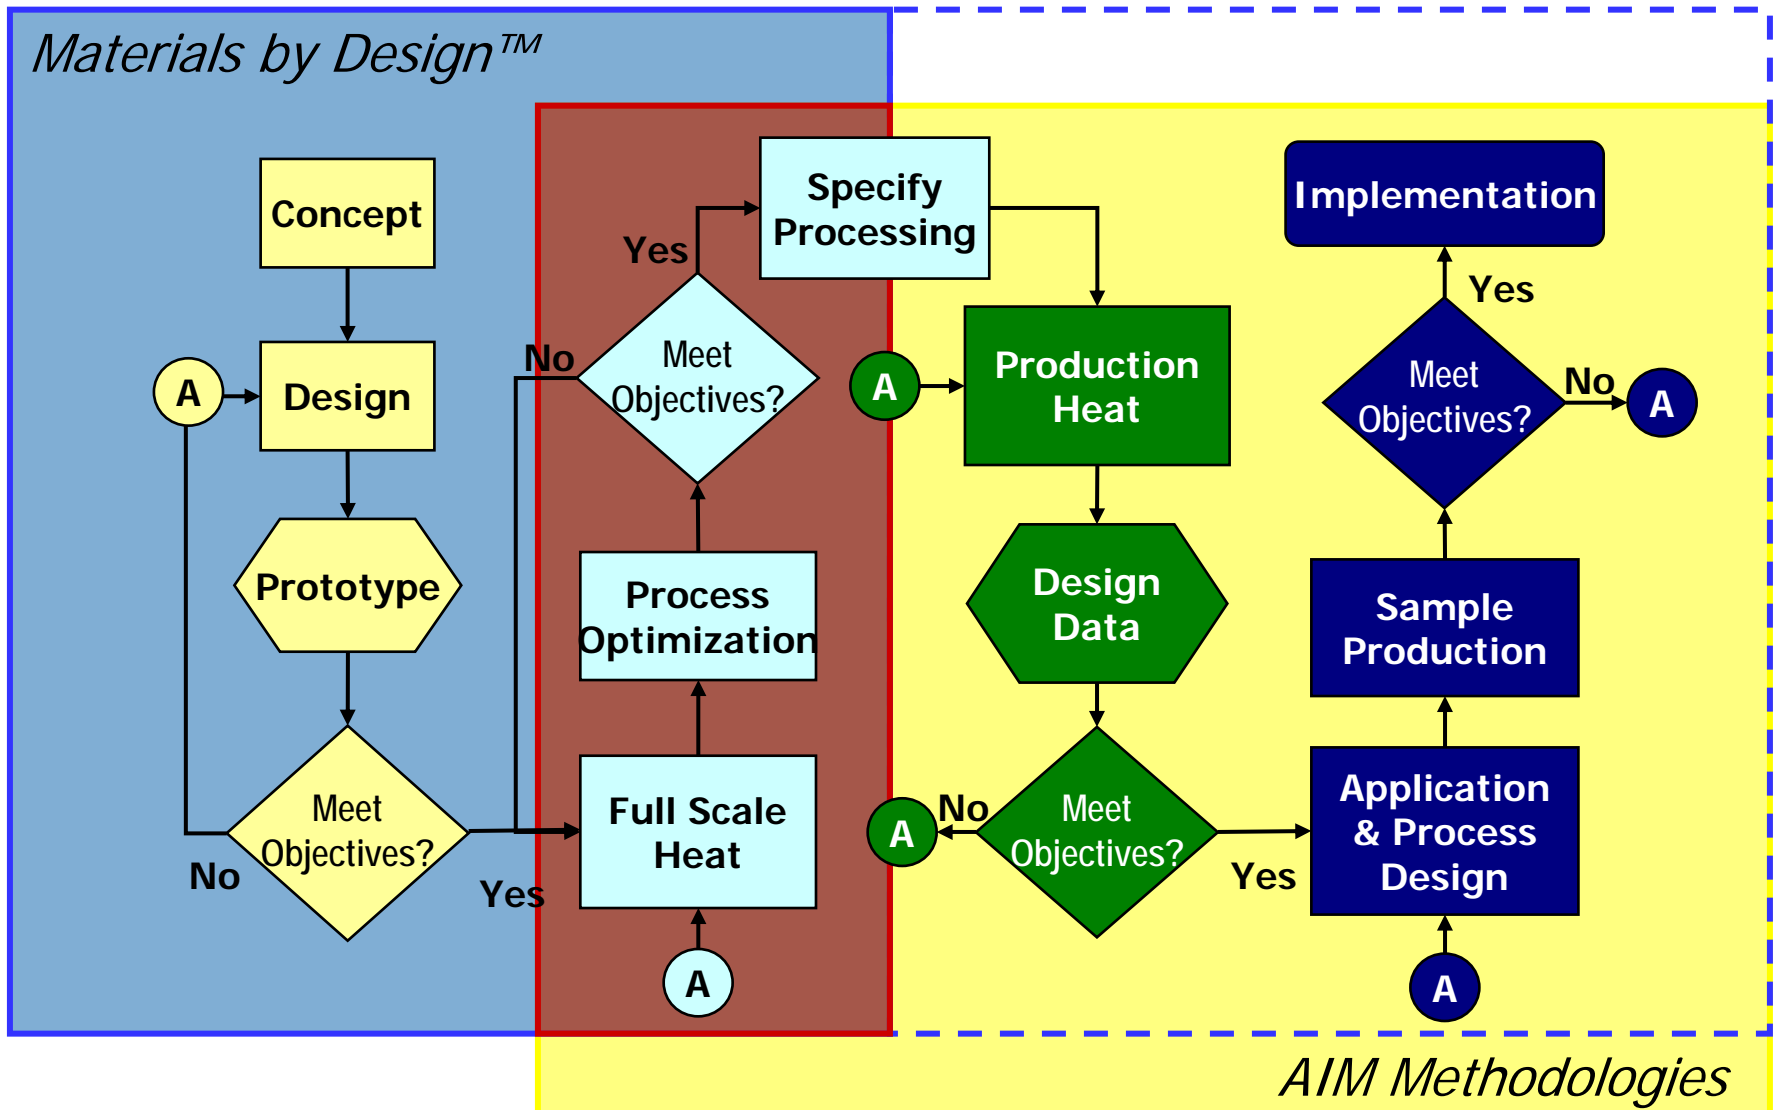 Materials by Design™
Concept
A
Design
Prototype
Meet
Objectives?
No
Yes
Full Scale
Heat
A
Process
Optimization
Meet
Objectives?
No
Yes
Specify
Processing
A
Production
Heat
Design
Data
Meet
Objectives?
No
A
Yes
Application
& Process
Design
A
Sample
Production
Meet
Objectives?
No
A
Yes
Implementation
AIM Methodologies